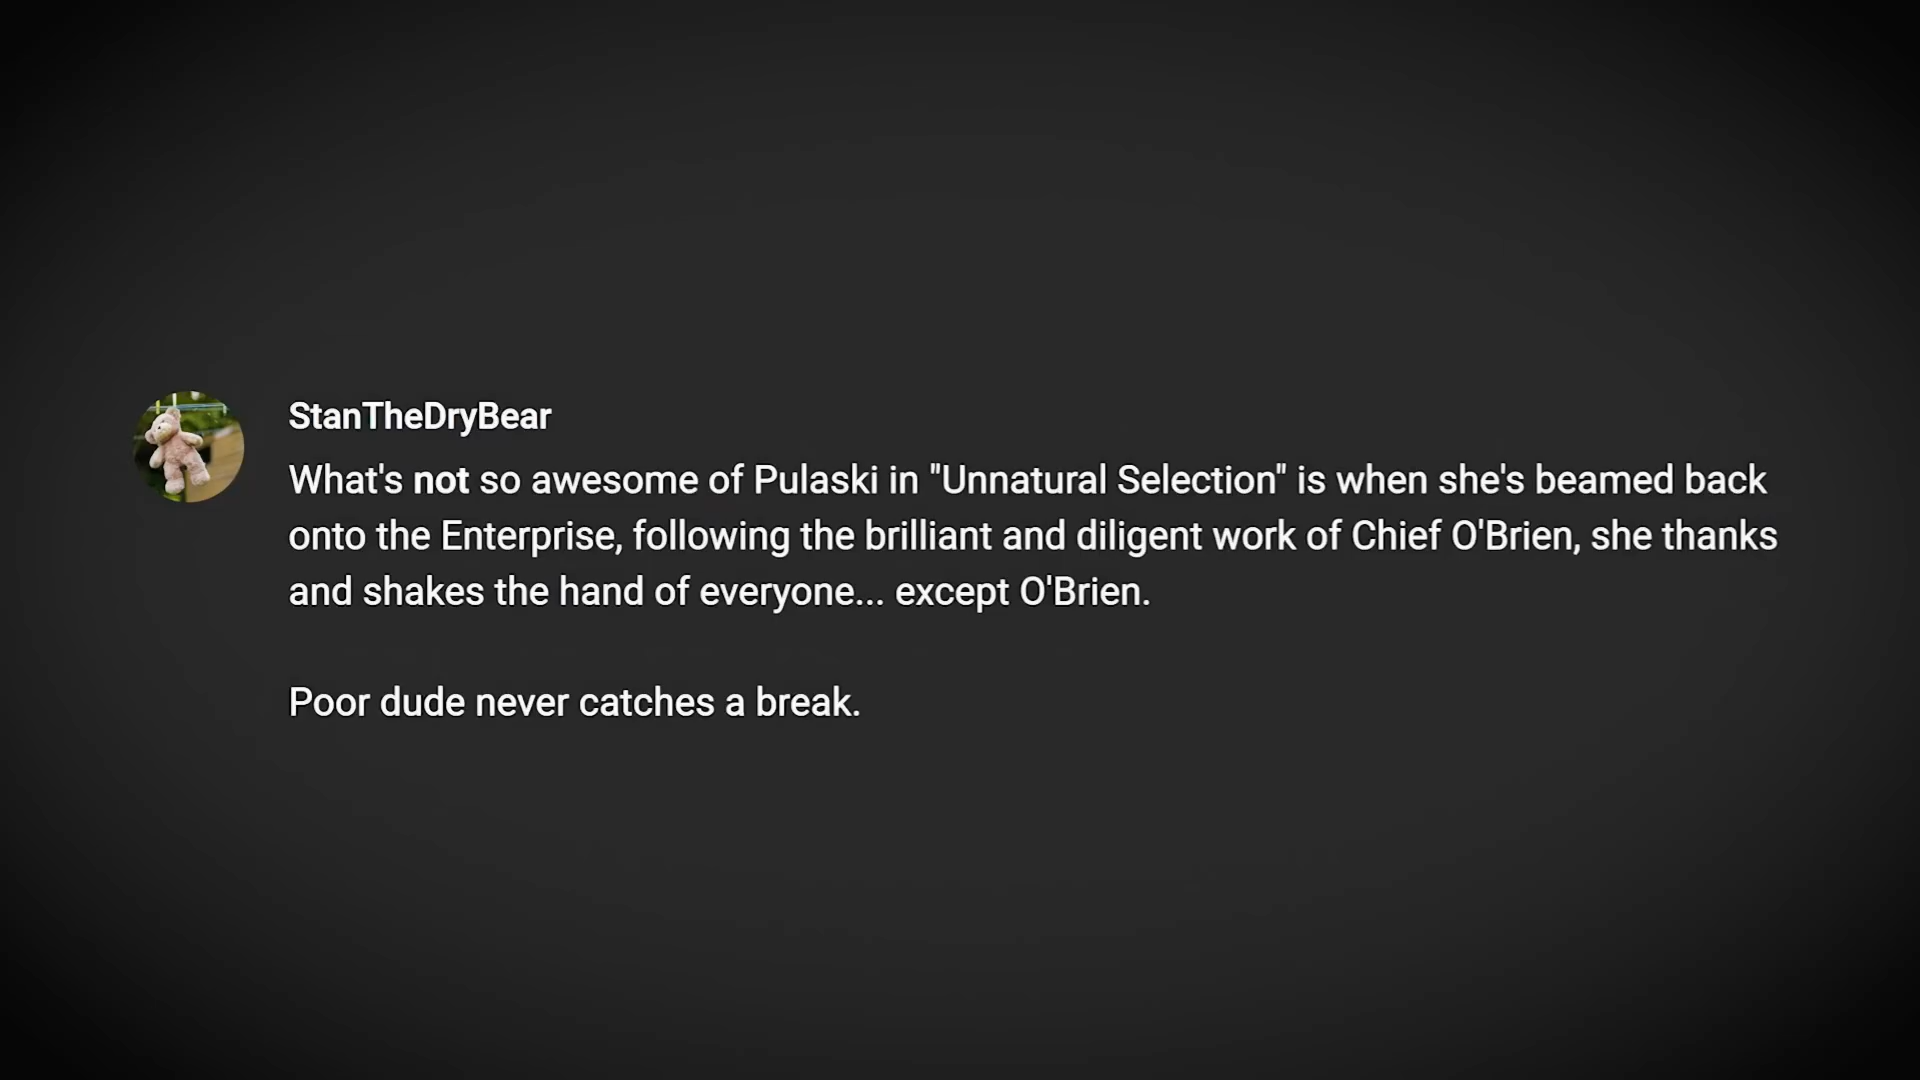 StanTheDryBear
What's not so awesome of Pulaski in "Unnatural Selection" is when she's beamed back
onto the Enterprise, following the brilliant and diligent work of Chief O'Brien, she thanks
and shakes the hand of everyone... except O'Brien.
Poor dude never catches a break.